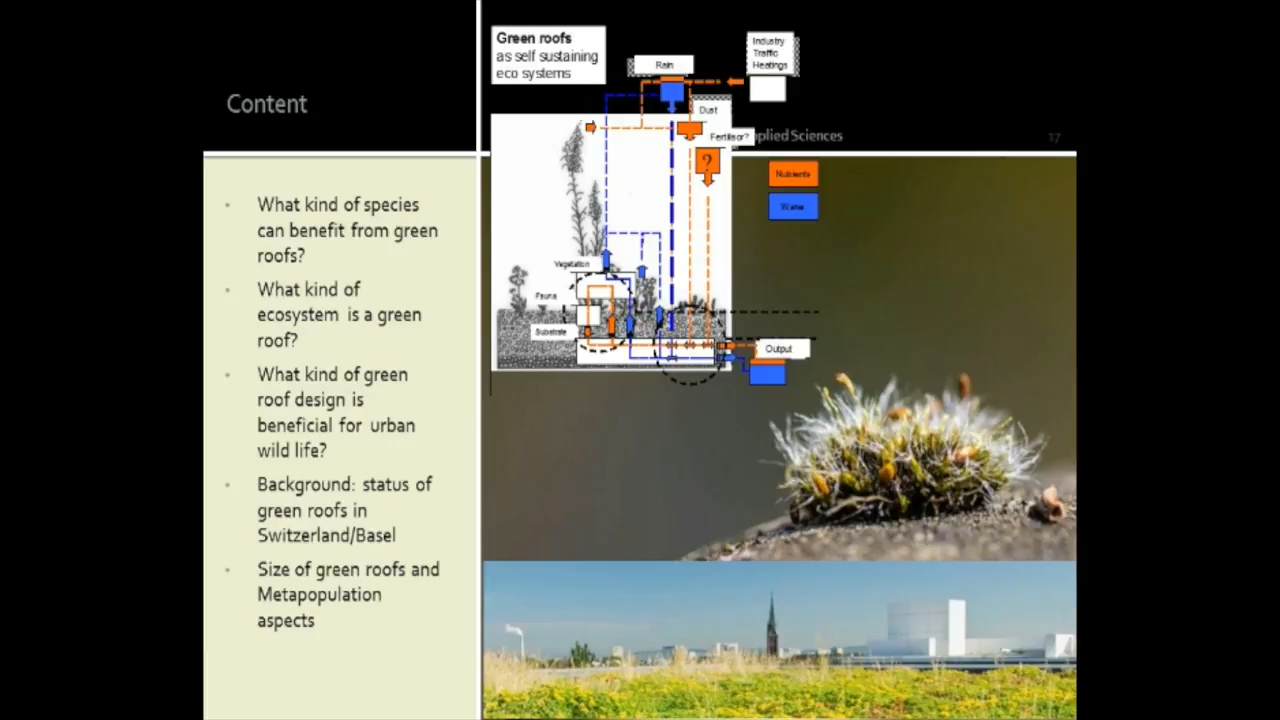 Content
What kind of species
can benefit from green
roofs?
What kind of
ecosystem is a green
roof?
What kind of green
roof design is
beneficial for urban
wild life?
Background: status of
green roofs in
Switzerland/Basel
Size of green roofs and
Metapopulation
aspects
Green roofs
as self sustaining
eco systems
Rain
Industry
Traffic
Heatings
Dust
Fertilisor?
plied Sciences
17
?
Nutrients
Water
Vegetation
Fauna
Substrate
Output